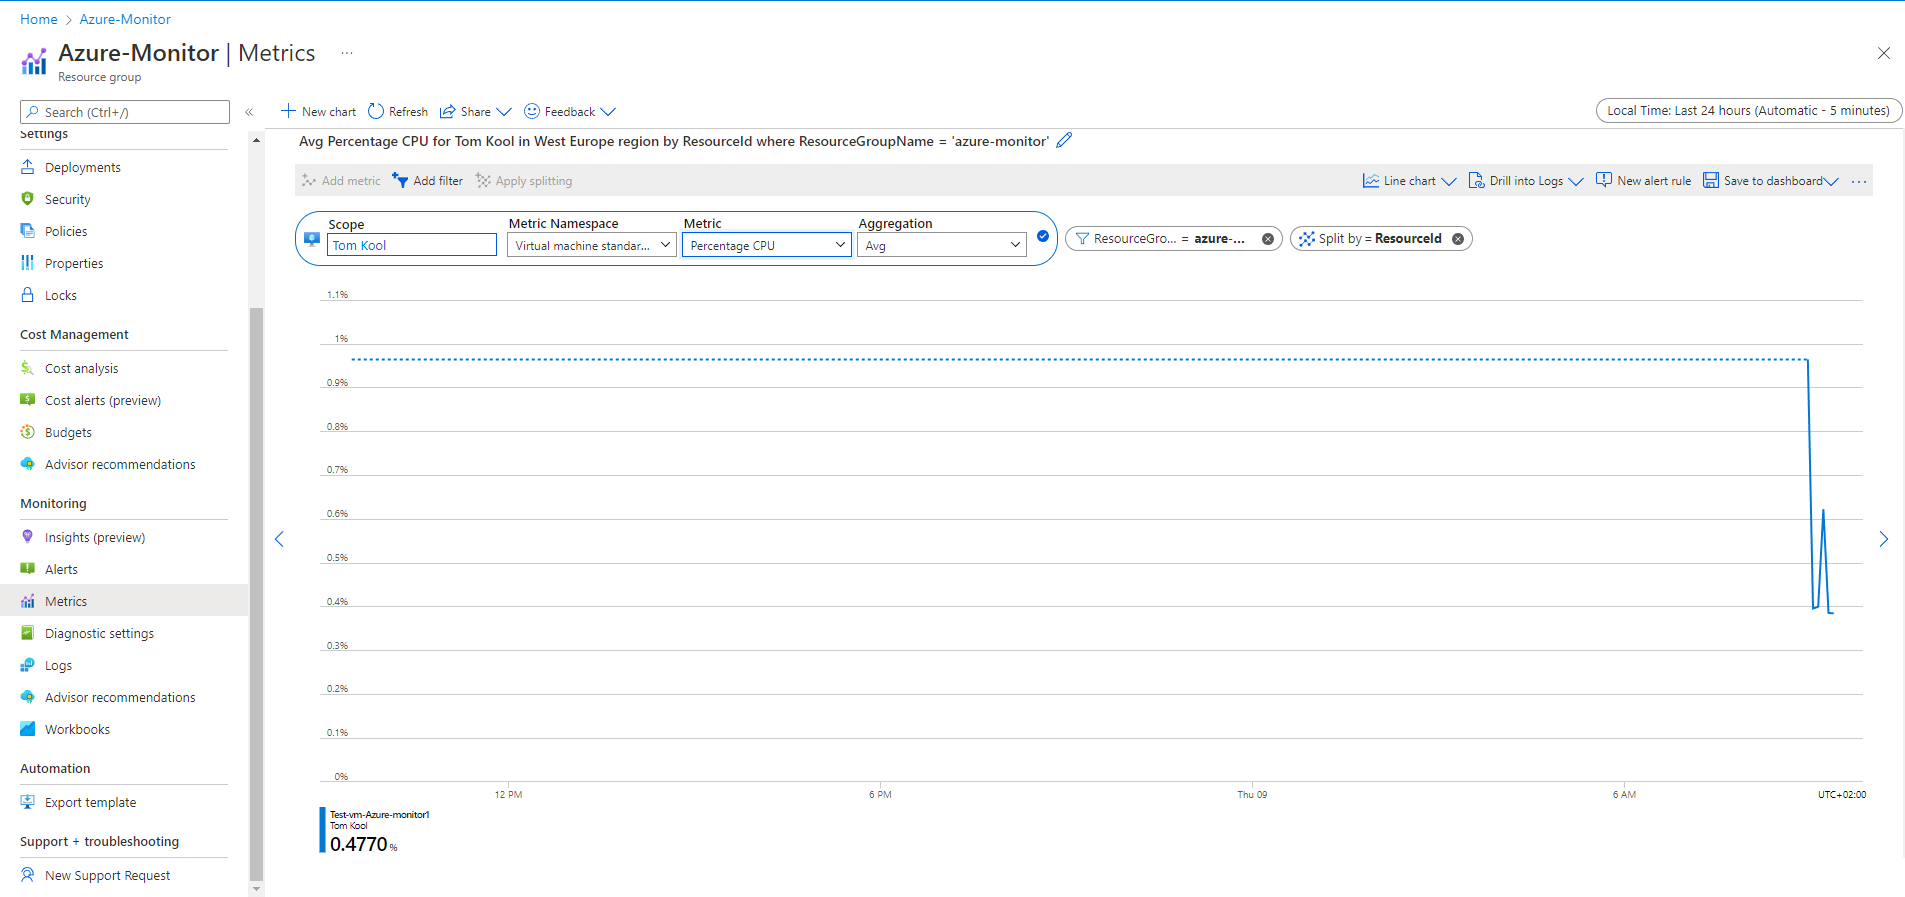 Home > Azure-Monitor
Azure-Monitor | Metrics ...
Resource group
Search (Ctrl+/)
«
Settings
Deployments
Security
Policies
Properties
Locks
Cost Management
Cost analysis
Cost alerts (preview)
Budgets
Advisor recommendations
Monitoring
Insights (preview)
Alerts
Metrics
Diagnostic settings
Logs
Advisor recommendations
Workbooks
Automation
Export template
Support + troubleshooting
New Support Request
New chart Refresh Share Feedback
Local Time: Last 24 hours (Automatic - 5 minutes)
Avg Percentage CPU for Tom Kool in West Europe region by ResourceId where ResourceGroupName = 'azure-monitor'
Add metric Add filter Apply splitting
Line chart Drill into Logs New alert rule Save to dashboard ...
Scope Metric Namespace Metric Aggregation
Tom Kool Virtual machine standar... Percentage CPU Avg
ResourceGro... = azure-...
Split by = ResourceId
1.1%
1%
0.9%
0.8%
0.7%
0.6%
0.5%
0.4%
0.3%
0.2%
0.1%
0%
12 PM 6 PM Thu 09 6 AM UTC+02:00
Test-vm-Azure-monitor1
Tom Kool
0.4770 %